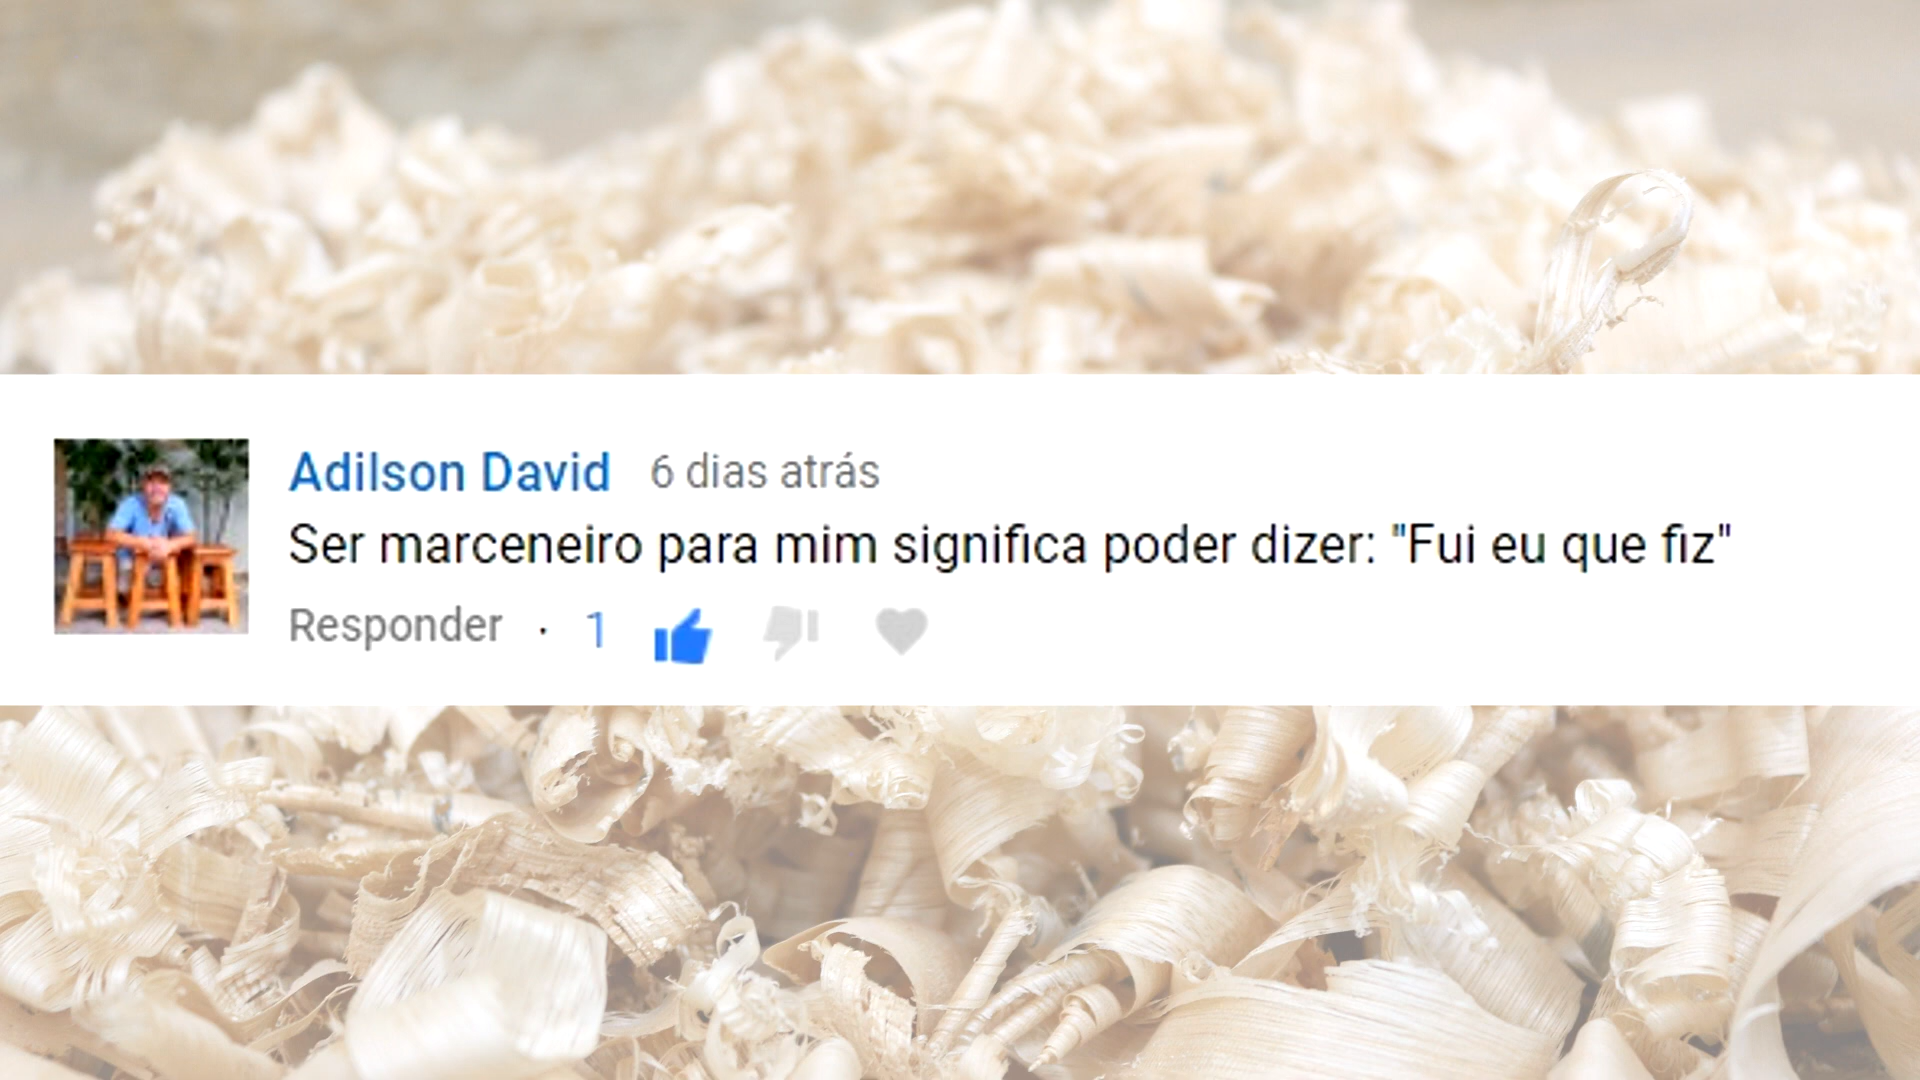 Adilson David 6 dias atrás
Ser marceneiro para mim significa poder dizer: "Fui eu que fiz"
Responder · 1